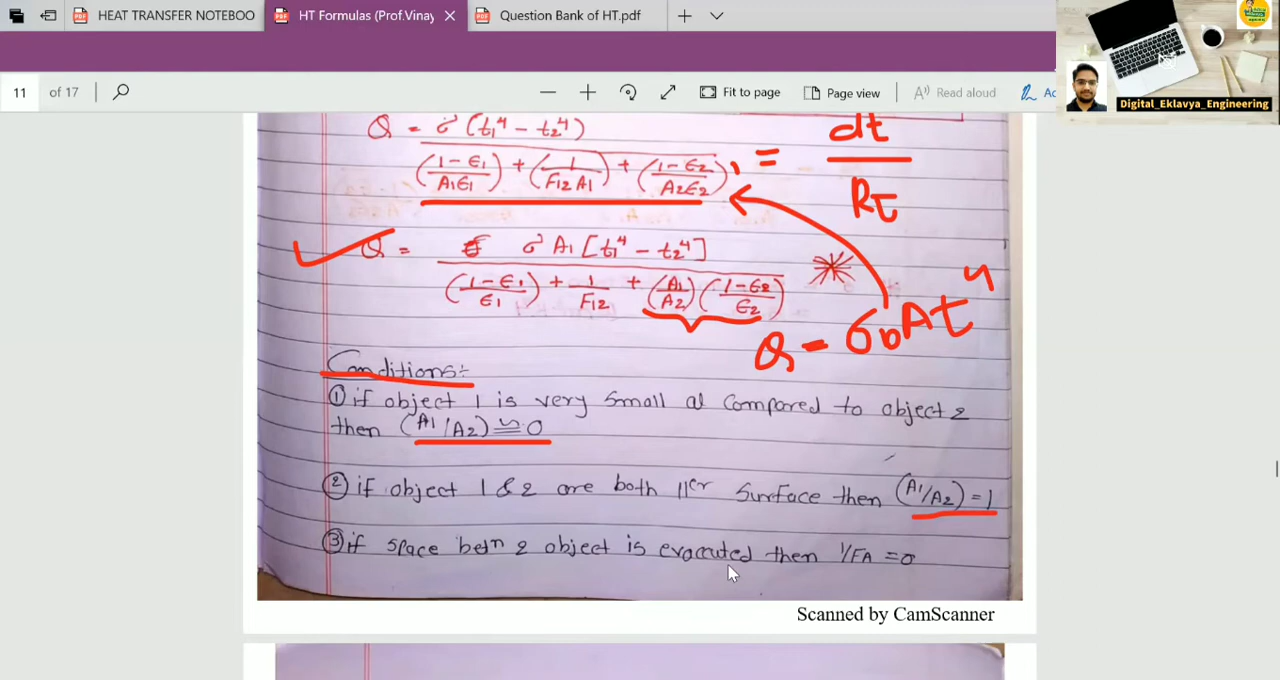 HEAT TRANSFER NOTEBOO
HT Formulas (Prof.Vinay
Question Bank of HT.pdf
11 of 17
Fit to page
Page view
Read aloud
Digital_Eklavya_Engineering
Q = σ (t₁⁴ - t₂⁴) / ((1-ε₁)/(A₁ε₁)) + (1/(F₁₂ A₁)) + ((1-ε₂)/(A₂ε₂)) = dt / Rt
Q = σ A₁ [t₁⁴ - t₂⁴] / ((1-ε₁)/ε₁) + 1/F₁₂ + (A₁/A₂) ((1-ε₂)/ε₂)
Q = σb A t⁴
Conditions:-
① if object 1 is very small as compared to object 2
then (A1/A2) ≅ 0
② if object 1 & 2 are both 11er surface then (A1/A2) = 1
③ if space betn 2 object is evacuted then 1/FA = 0
Scanned by CamScanner